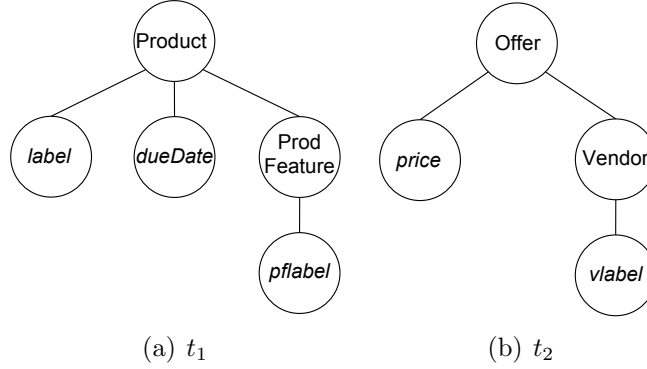 Product
Offer
label
dueDate
Prod
Feature
price
Vendor
pflabel
vlabel
(a) t₁
(b) t₂